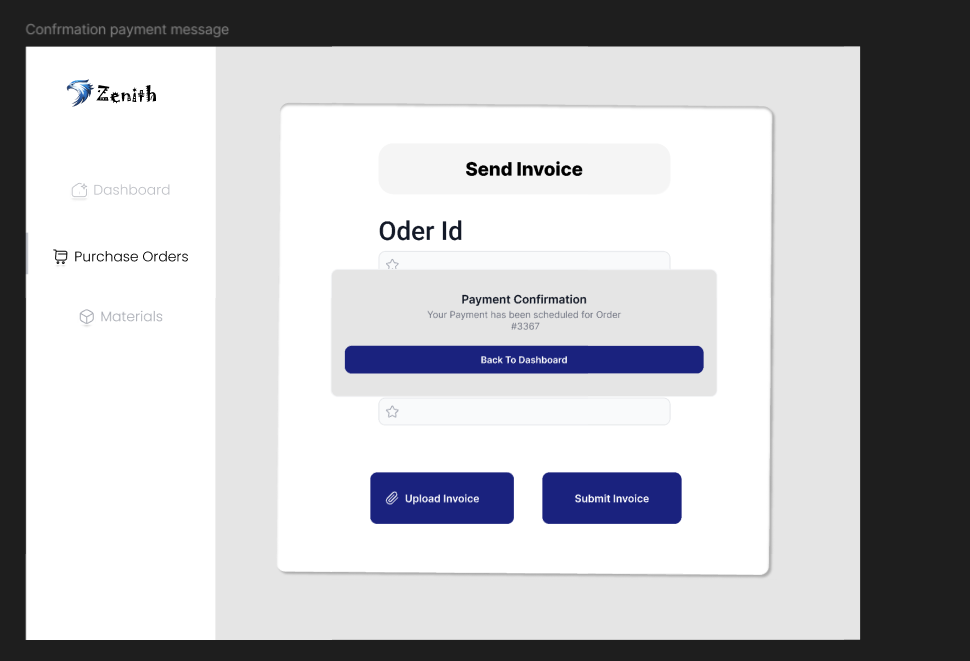 Confrmation payment message
Zenith
Dashboard
Purchase Orders
Materials
Send Invoice
Oder Id
Payment Confirmation
Your Payment has been scheduled for Order
#3367
Back To Dashboard
Upload Invoice
Submit Invoice